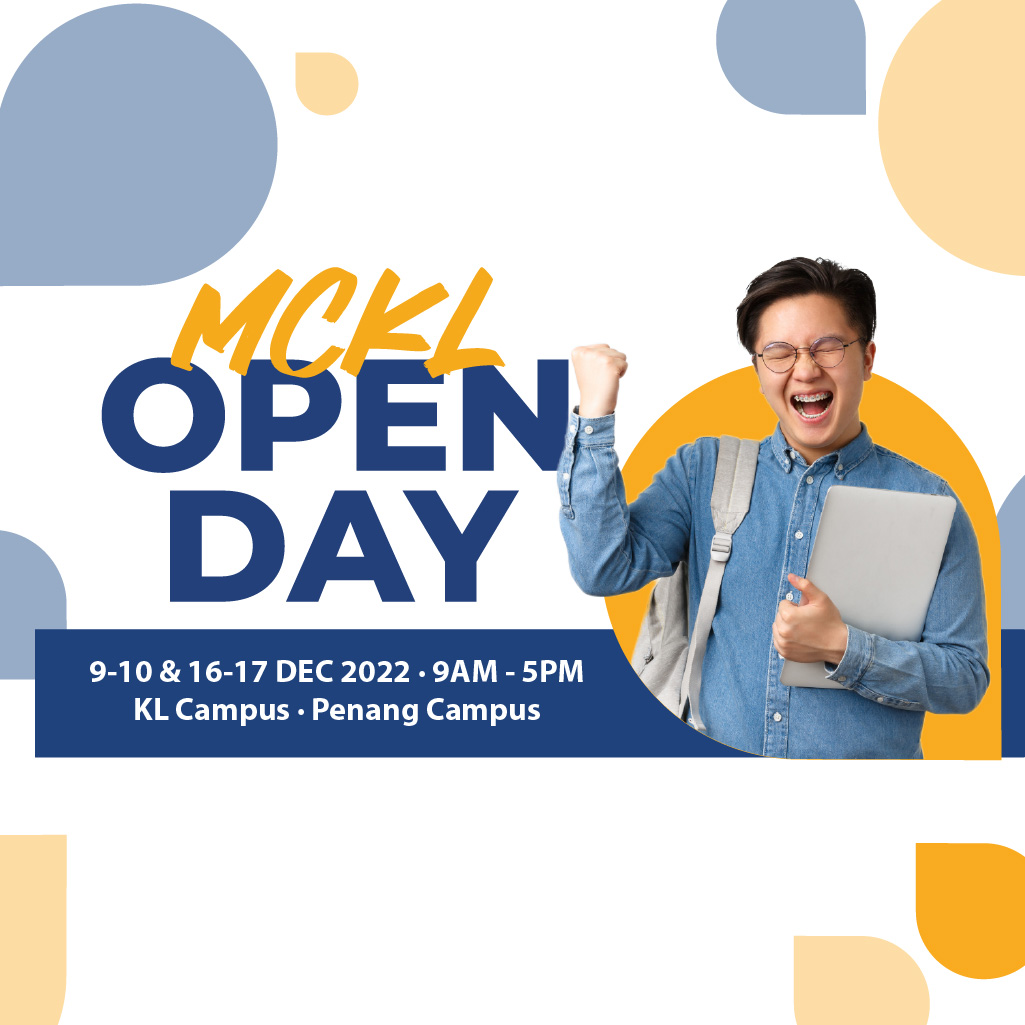 MCKL
OPEN
DAY
9-10 & 16-17 DEC 2022 • 9AM - 5PM
KL Campus • Penang Campus